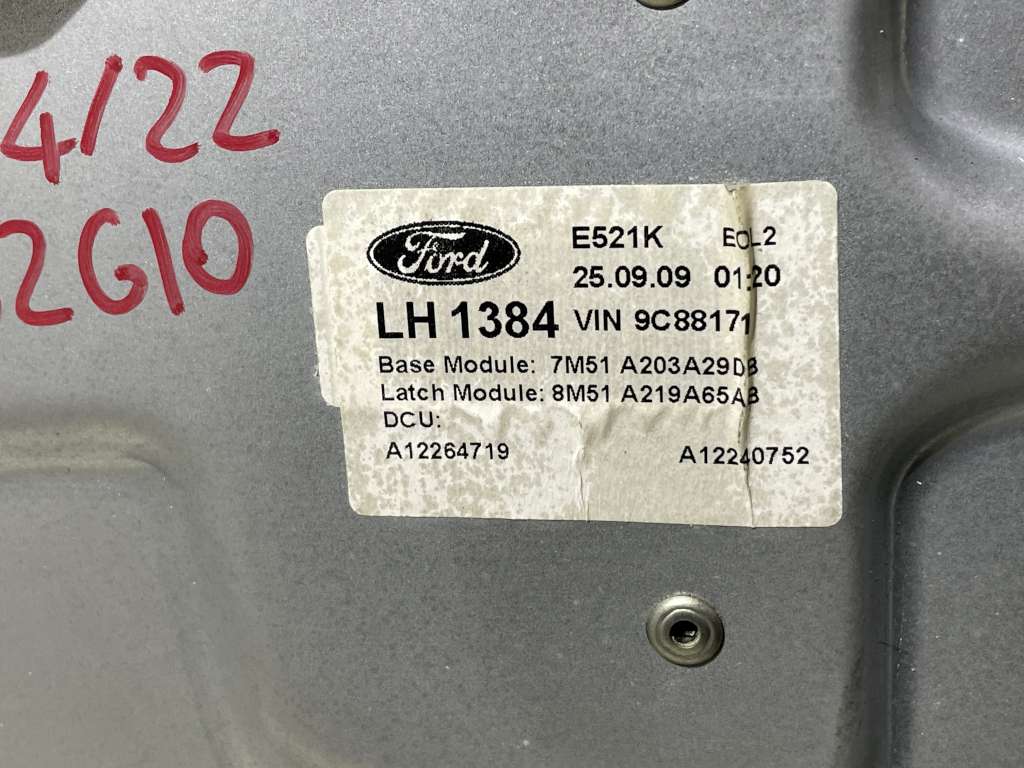 4/22
2G10
Ford
E521K EOL2
25.09.09 01:20
LH 1384 VIN 9C88171
Base Module: 7M51 A203A29DB
Latch Module: 8M51 A219A65AB
DCU:
A12264719 A12240752